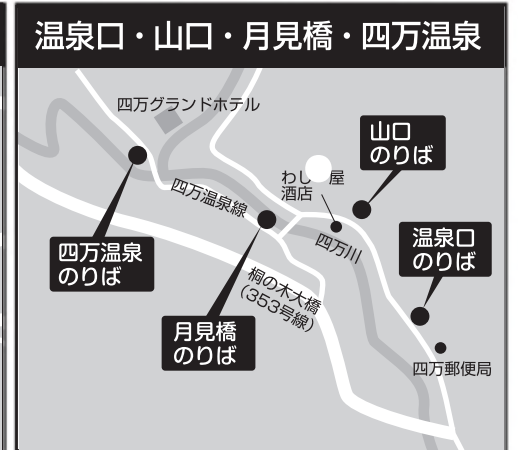 温泉口・山口・月見橋・四万温泉
四万グランドホテル
山口
のりば
わし
屋
酒店
四万温泉線
四万川
温泉口
のりば
四万温泉
のりば
桐の木大橋
(353号線)
月見橋
のりば
四万郵便局